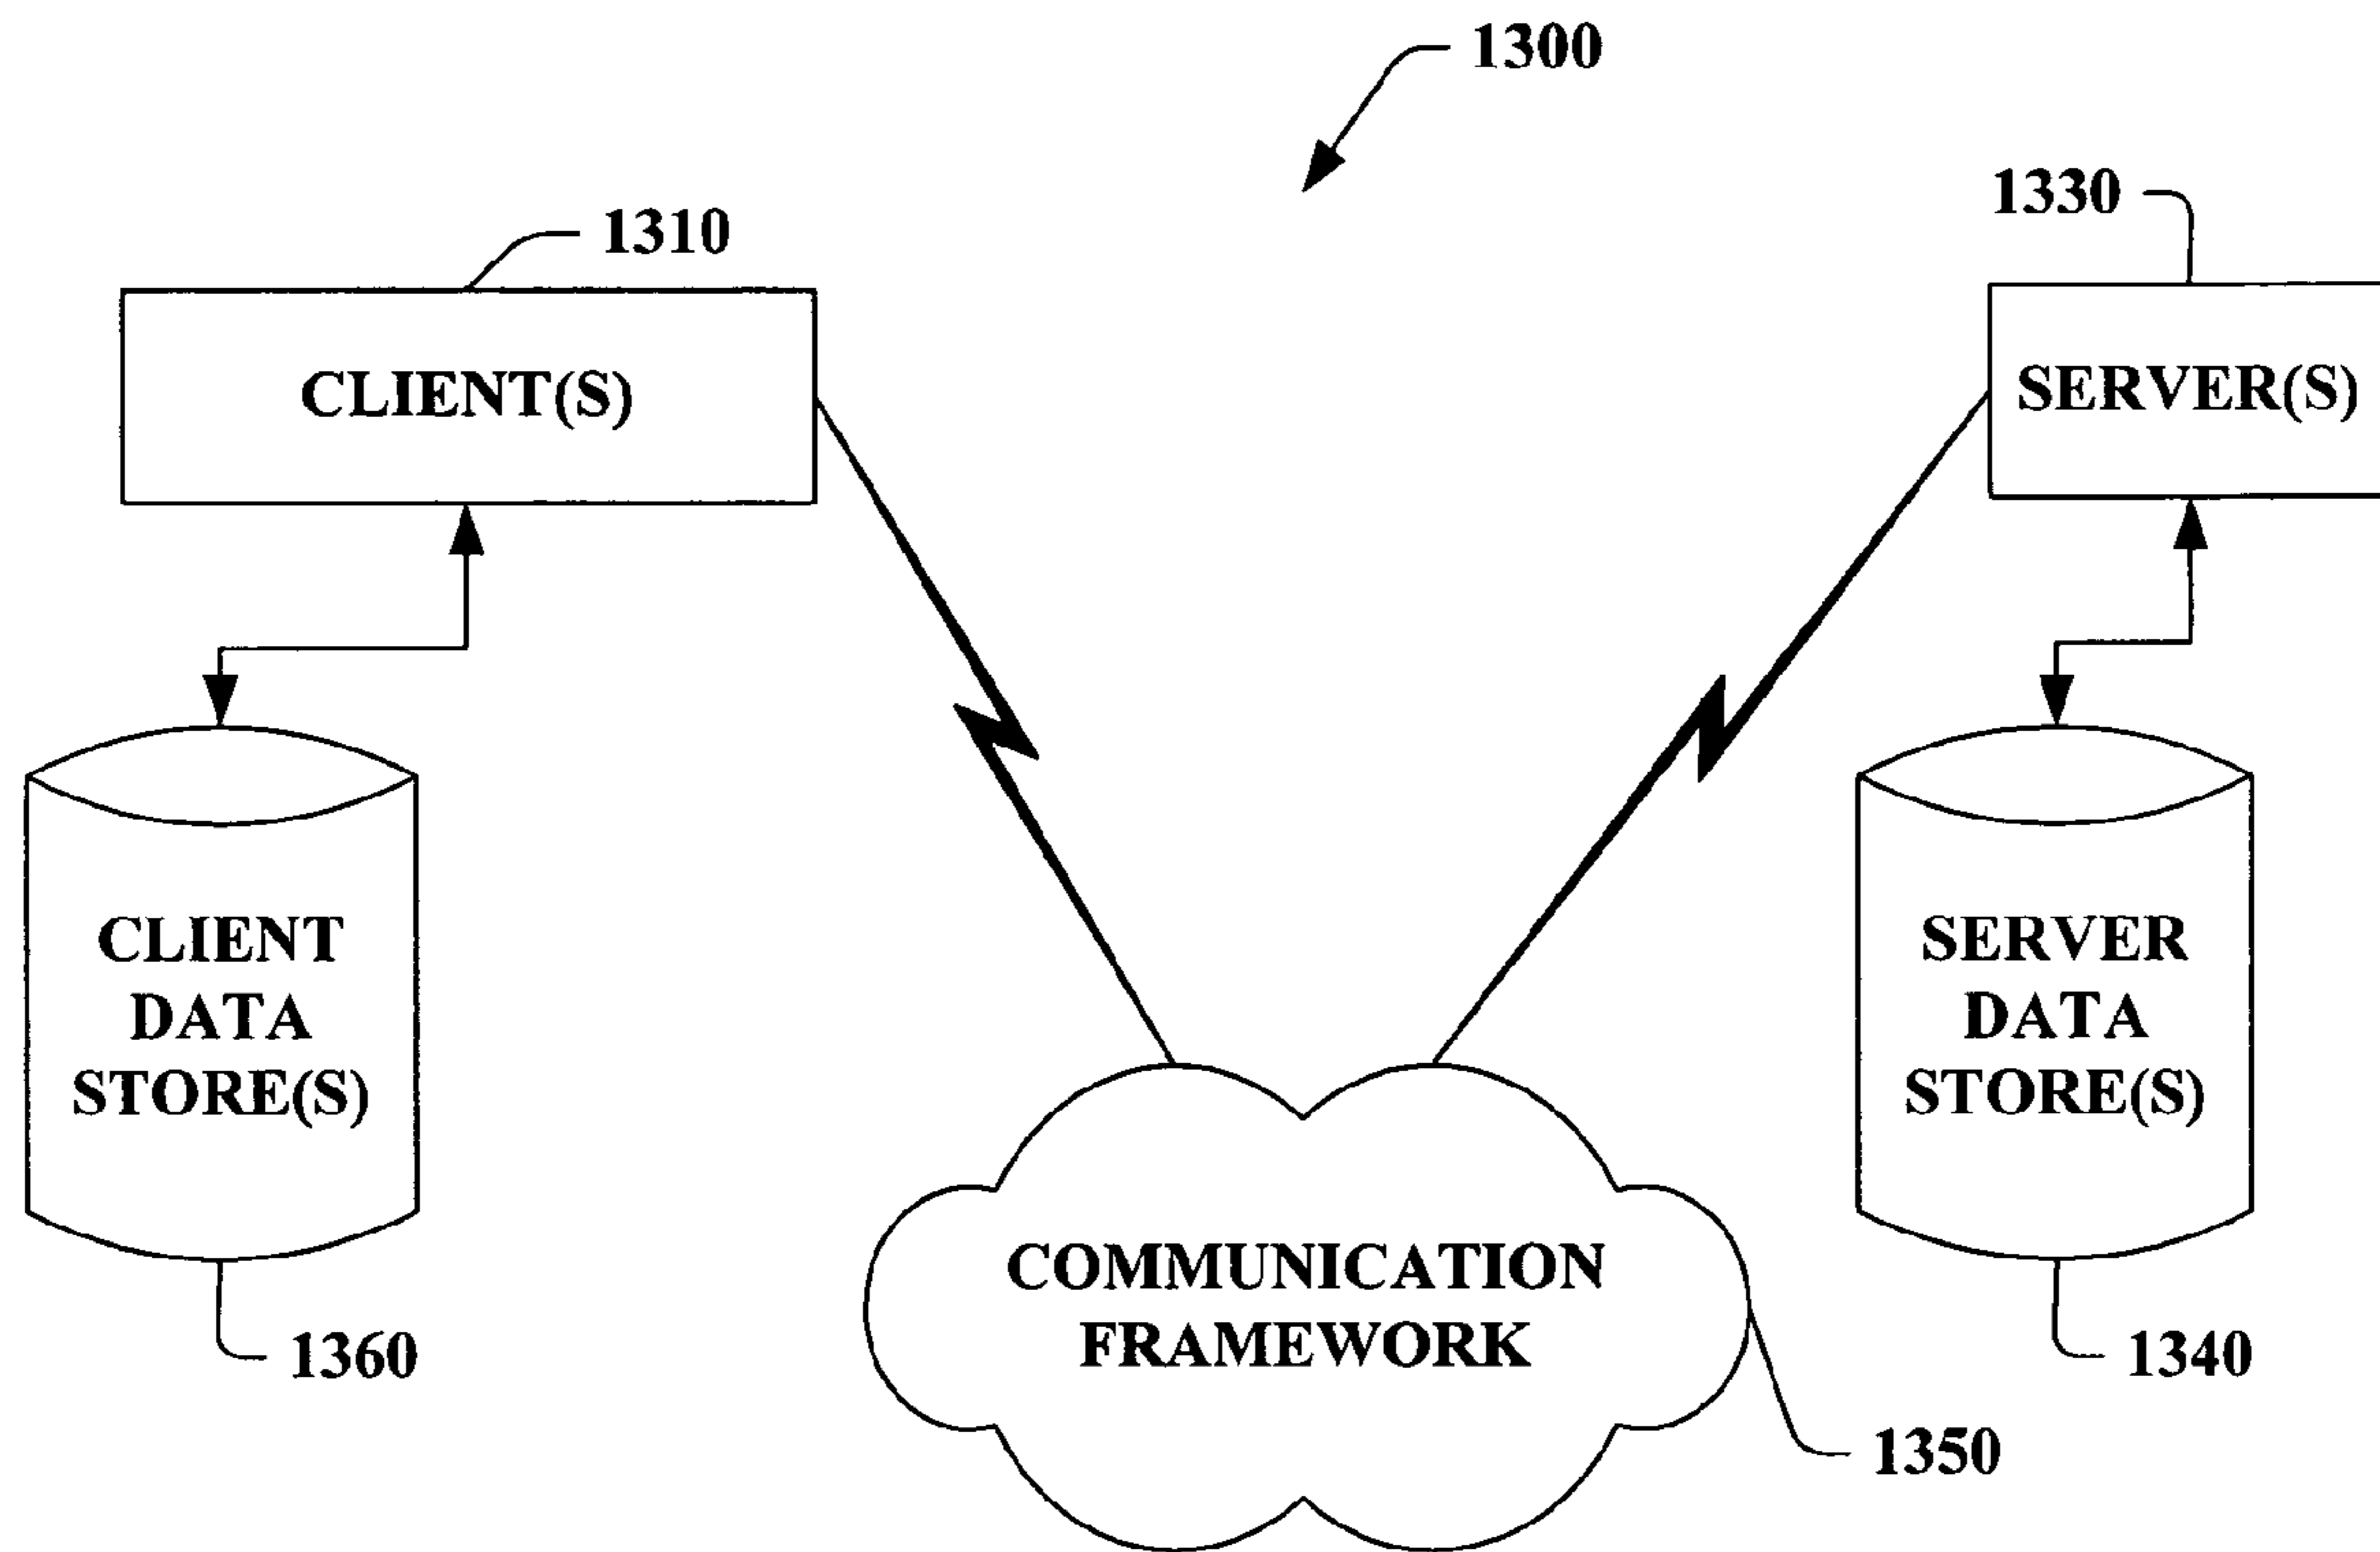 1300
1330
1310
CLIENT(S)
SERVER(S)
CLIENT
DATA
STORE(S)
SERVER
DATA
STORE(S)
COMMUNICATION
FRAMEWORK
1360
1340
1350